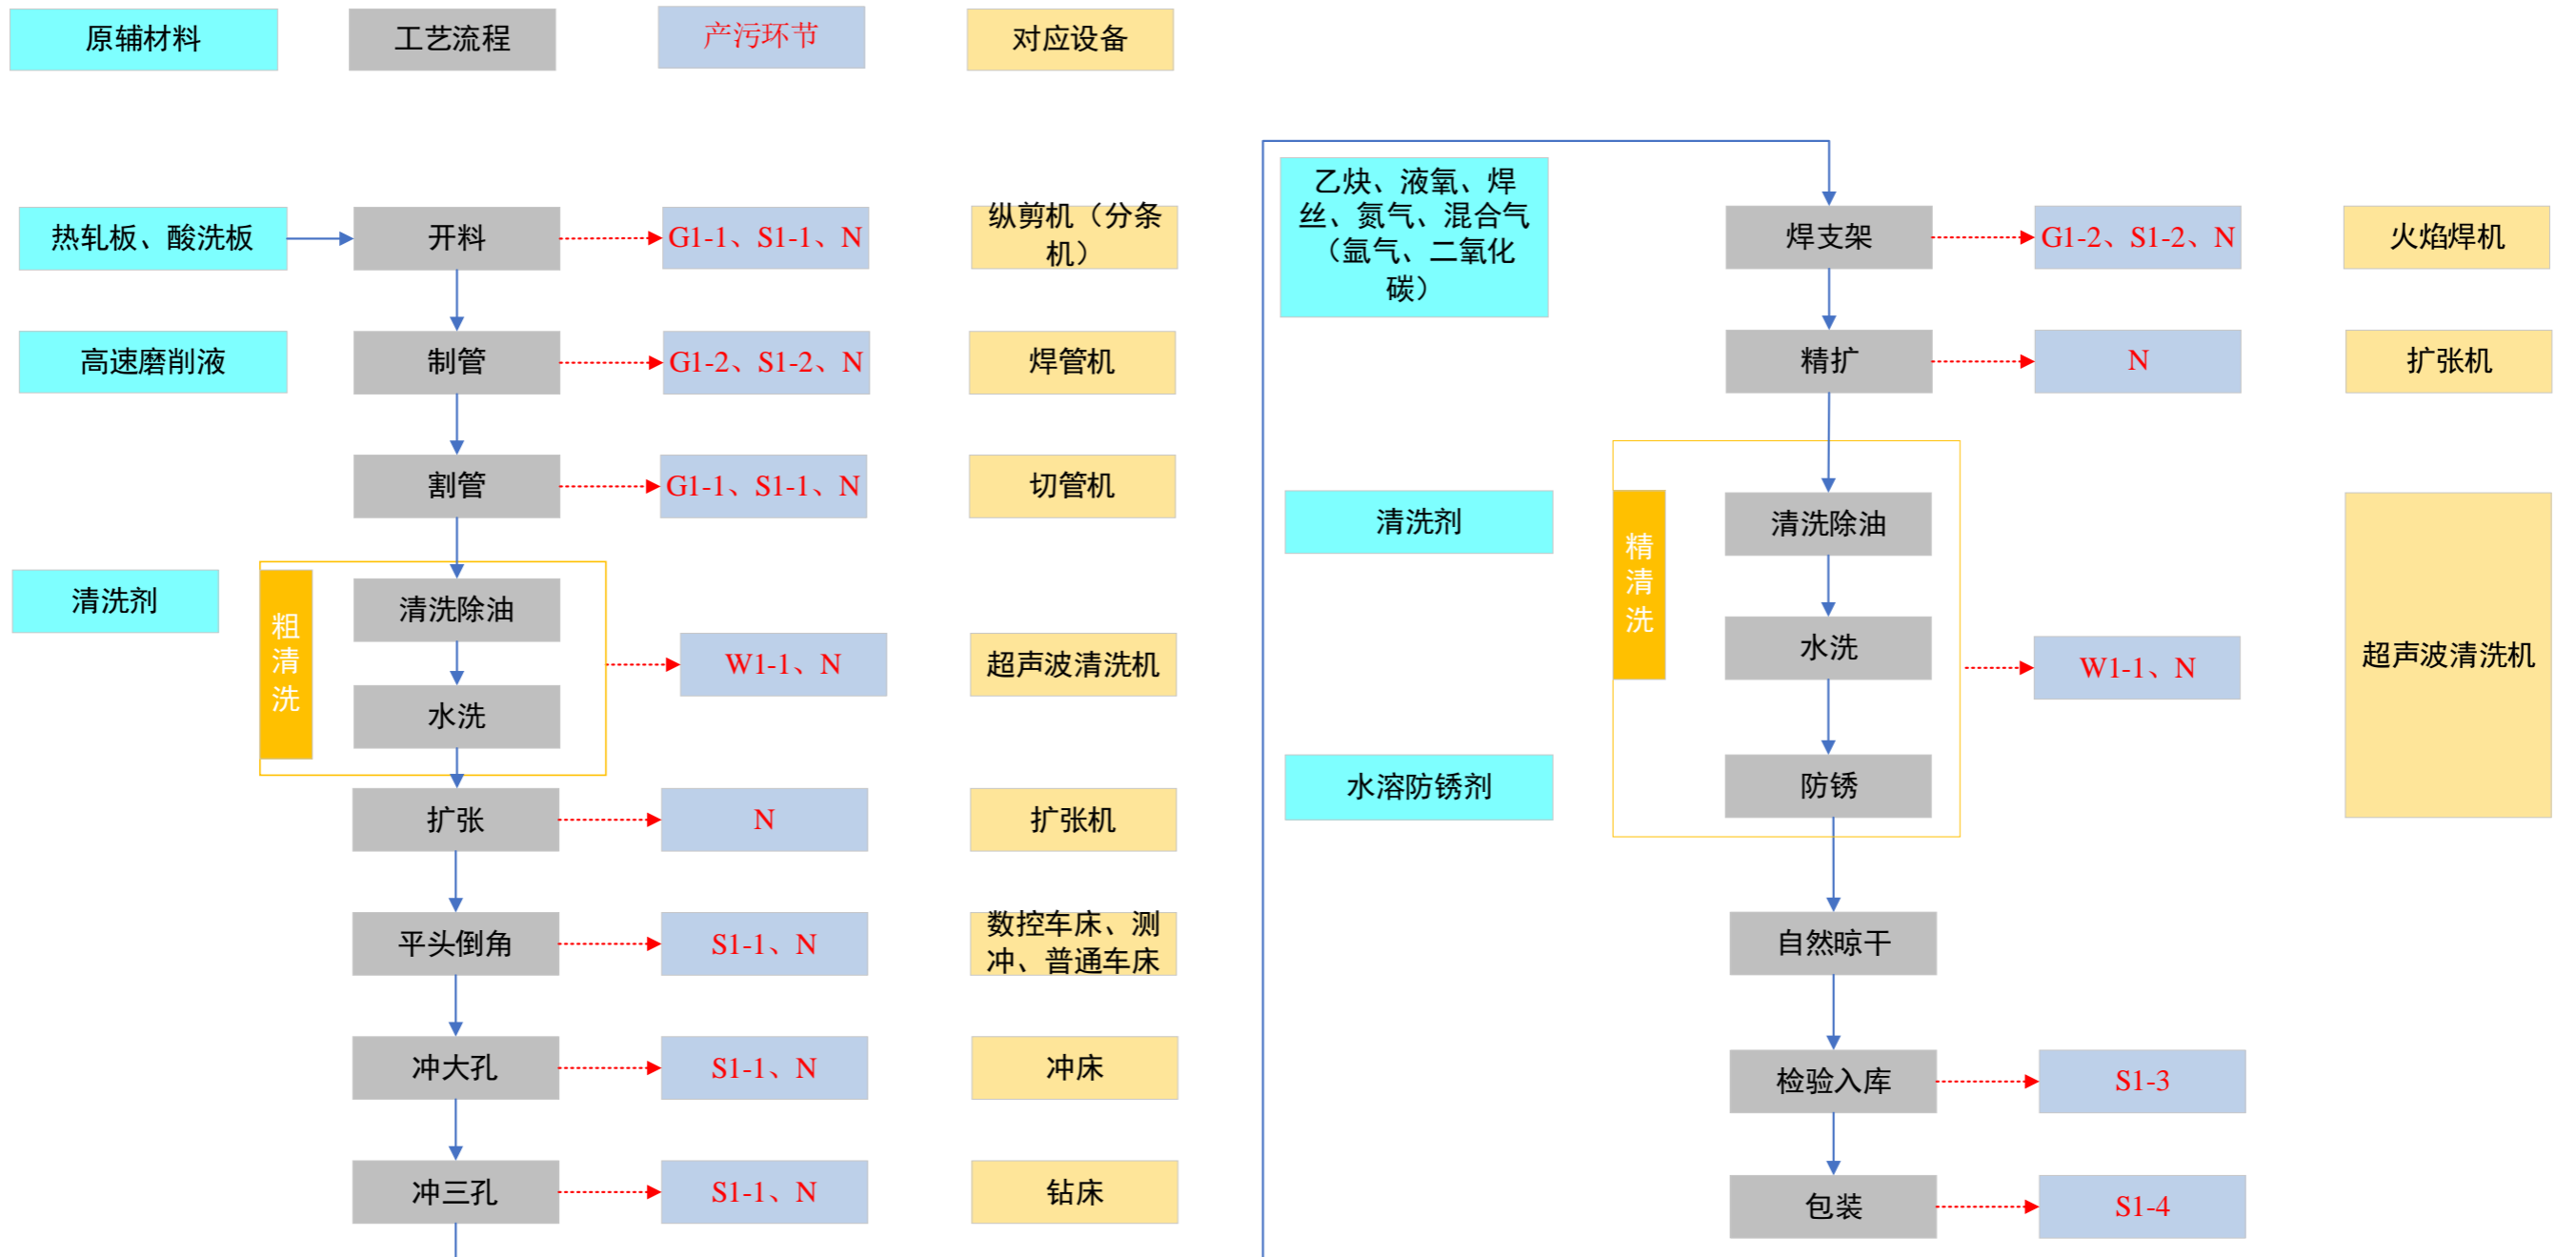 原辅材料
工艺流程
产污环节
对应设备
热轧板、酸洗板
开料
G1-1、S1-1、N
纵剪机（分条
机）
高速磨削液
制管
G1-2、S1-2、N
焊管机
割管
G1-1、S1-1、N
切管机
清洗剂
粗
清
洗
清洗除油
水洗
W1-1、N
超声波清洗机
扩张
N
扩张机
平头倒角
S1-1、N
数控车床、测
冲、普通车床
冲大孔
S1-1、N
冲床
冲三孔
S1-1、N
钻床
乙炔、液氧、焊
丝、氮气、混合气
（氩气、二氧化
碳）
焊支架
G1-2、S1-2、N
火焰焊机
精扩
N
扩张机
清洗剂
精
清
洗
清洗除油
水洗
W1-1、N
超声波清洗机
水溶防锈剂
防锈
自然晾干
检验入库
S1-3
包装
S1-4